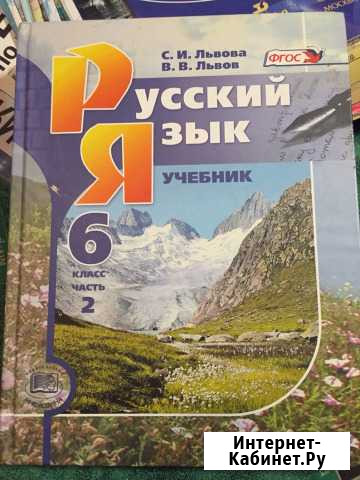 С. И. Львова
В. В. Львов
ФГОС
Русский
Язык
УЧЕБНИК
6
КЛАСС
ЧАСТЬ
2
Интернет-
Кабинет.Ру